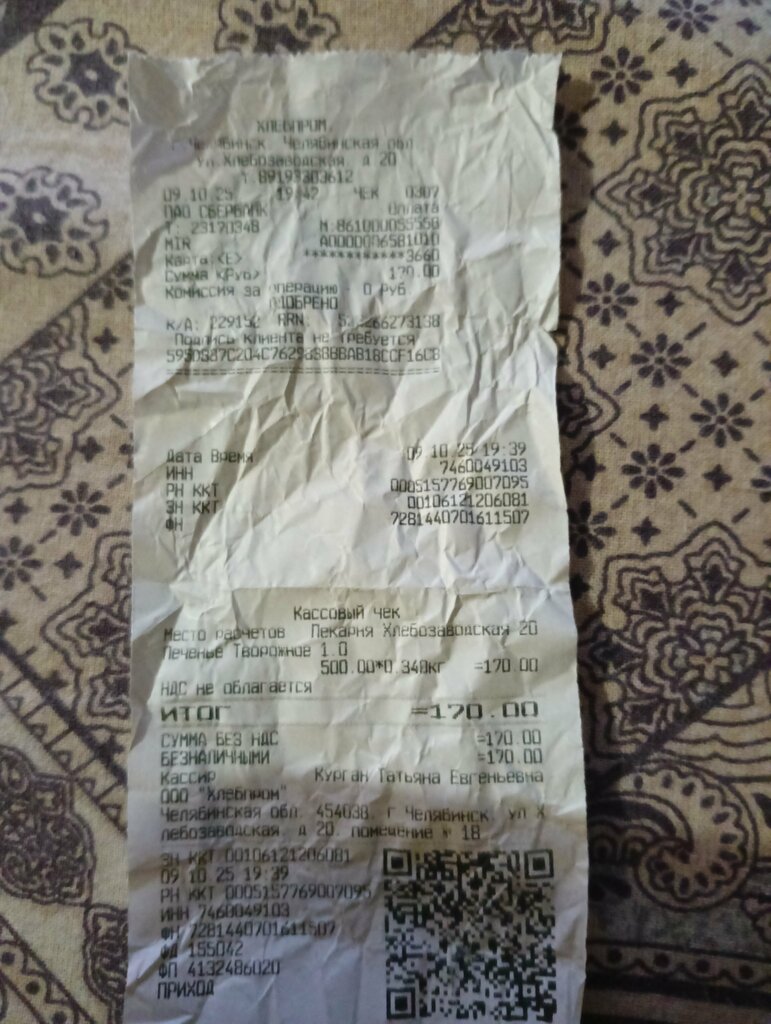 ХЛЕБПРОМ.
г. Челябинск Челябинская обл
ул.Хлебозаводская, д 20
т.89193303612
09.10.25 19:42 ЧЕК 0307
ПАО СБЕРБАНК Оплата
Т: 23170348 М:861000055550
MIR A0000006581010
Карта:<E> ************3660
Сумма <Руб> 170.00
Комиссия за операцию - 0 Руб
ОДОБРЕНО
К/А: RRN:
Подпись клиента не требуется
Дата Время 09.10.25 19:39
ИНН 7460049103
РН ККТ 0005157769007095
ЗН ККТ 00106121206081
ФН 7281440701611507
Кассовый чек
Место расчетов Пекарня Хлебозаводская 20
Печенье Творожное 1.0
500.00*0.340кг =170.00
НДС не облагается
ИТОГ =170.00
СУММА БЕЗ НДС =170.00
БЕЗНАЛИЧНЫМИ =170.00
Кассир Курган Татьяна Евгеньевна
ООО "Хлебпром"
Челябинская обл. 454038, г Челябинск, ул Х
лебозаводская, д 20, помещение № 18
ЗН ККТ 00106121206081
09.10.25 19:39
РН ККТ 0005157769007095
ИНН 7460049103
ФН 7281440701611507
ФД 155042
ФП 4132486020
ПРИХОД